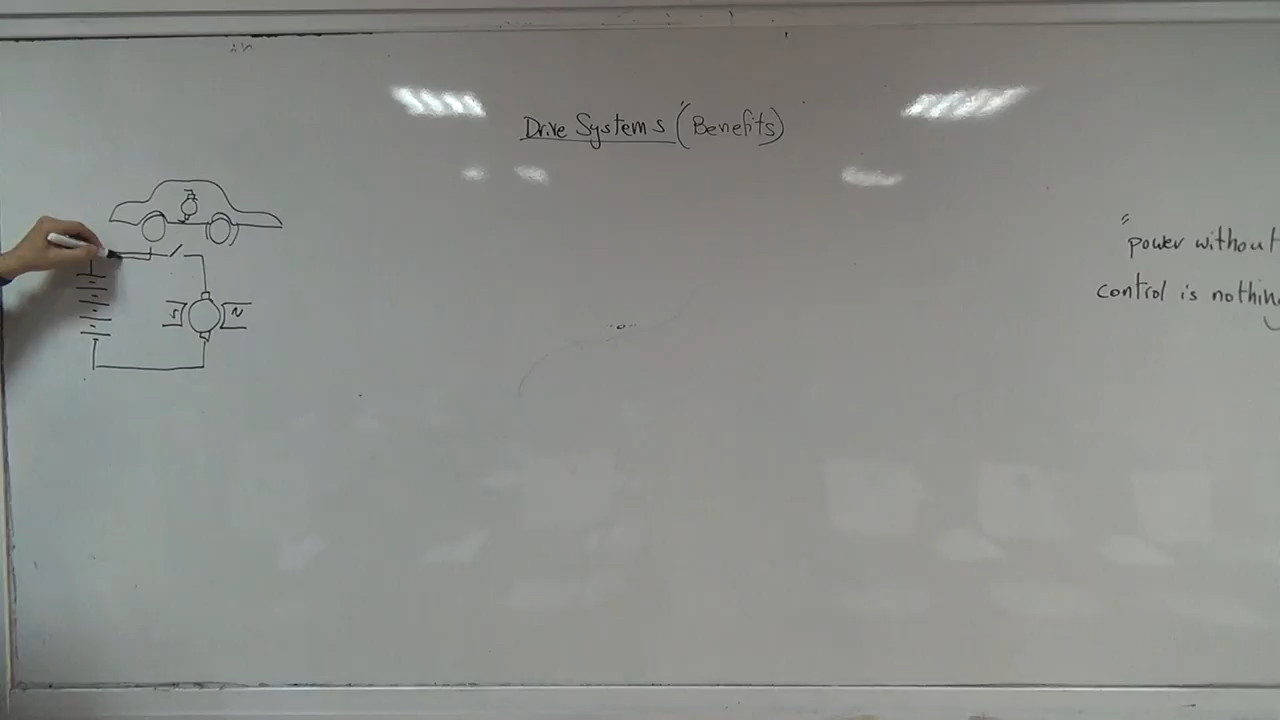 Drive Systems (Benefits)
"power without
control is nothin
S N